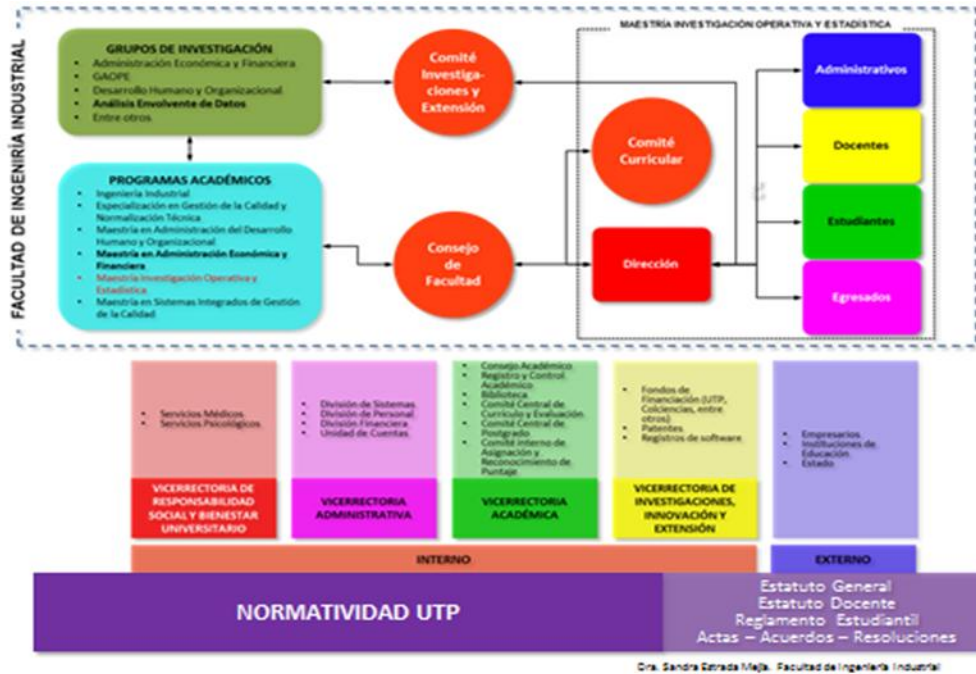 FACULTAD DE INGENIRÍA INDUSTRIAL
MAESTRÍA INVESTIGACIÓN OPERATIVA Y ESTADÍSTICA
GRUPOS DE INVESTIGACIÓN
• Administración Económica y Financiera
• GAOPE
• Desarrollo Humano y Organizacional
• Análisis Envolvente de Datos
• Entre otros
Comité
Investiga-
ciones y
Extensión
Administrativos
Comité
Curricular
Docentes
PROGRAMAS ACADÉMICOS
• Ingeniería Industrial
• Especialización en Gestión de la Calidad y
Normalización Técnica
• Maestría en Administración del Desarrollo
Humano y Organizacional
• Maestría en Administración Económica y
Financiera
• Maestría Investigación Operativa y
Estadística
• Maestría en Sistemas Integrados de Gestión
de la Calidad
Consejo
de
Facultad
Dirección
Estudiantes
Egresados
• Servicios Médicos
• Servicios Psicológicos
VICERRECTORIA DE
RESPONSABILIDAD
SOCIAL Y BIENESTAR
UNIVERSITARIO
• División de Sistemas
• División de Personal
• División Financiera
• Unidad de Cuentas
VICERRECTORIA
ADMINISTRATIVA
• Consejo Académico
• Registro y Control
Académico
• Biblioteca
• Comité Central de
Currículo y Evaluación
• Comité Central de
Postgrado
• Comité interno de
Asignación y
Reconocimiento de
Puntaje
VICERRECTORIA
ACADÉMICA
• Fondos de
Financiación (UTP,
Colciencias, entre
otros)
• Patentes
• Registros de software
VICERRECTORIA DE
INVESTIGACIONES,
INNOVACIÓN Y
EXTENSIÓN
• Empresarios
• Instituciones de
Educación
• Estado
INTERNO
EXTERNO
NORMATIVIDAD UTP
Estatuto General
Estatuto Docente
Reglamento Estudiantil
Actas – Acuerdos – Resoluciones
Dra. Sandra Estrada Mejía. Facultad de Ingeniería Industrial